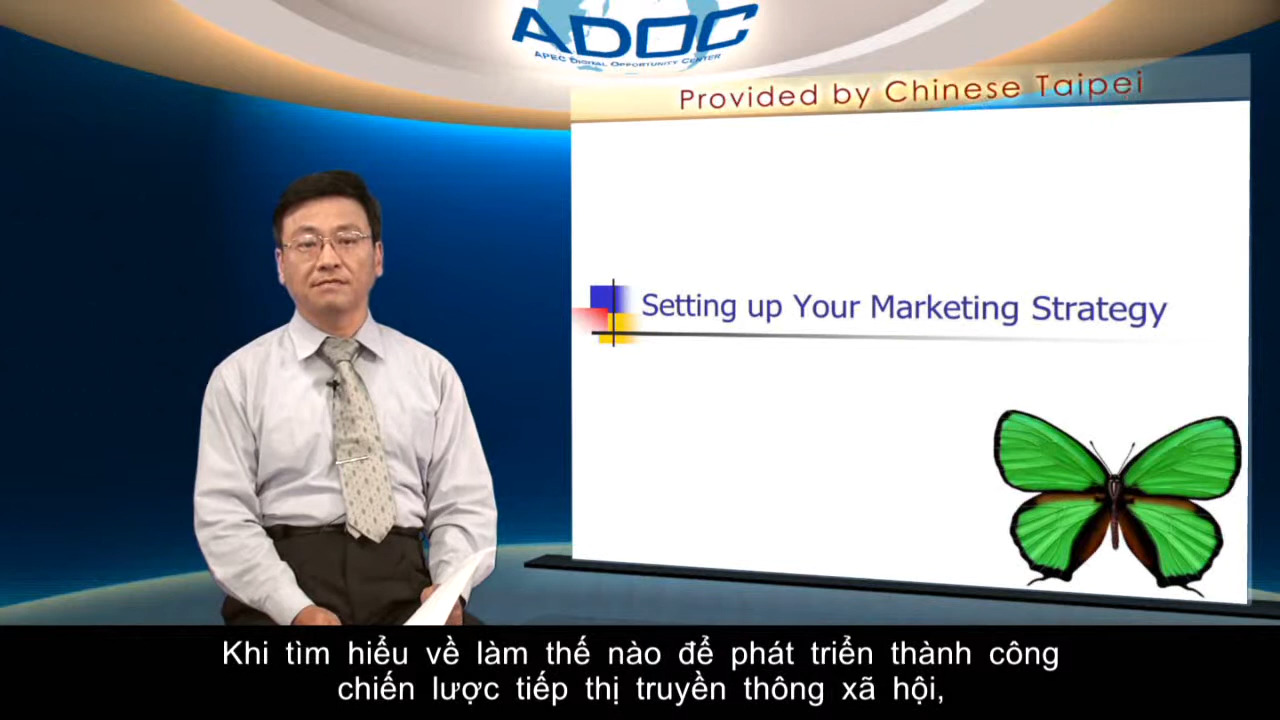 ADOC
APEC DIGITAL OPPORTUNITY CENTER
Provided by Chinese Taipei
Setting up Your Marketing Strategy
Khi tìm hiểu về làm thế nào để phát triển thành công
chiến lược tiếp thị truyền thông xã hội,